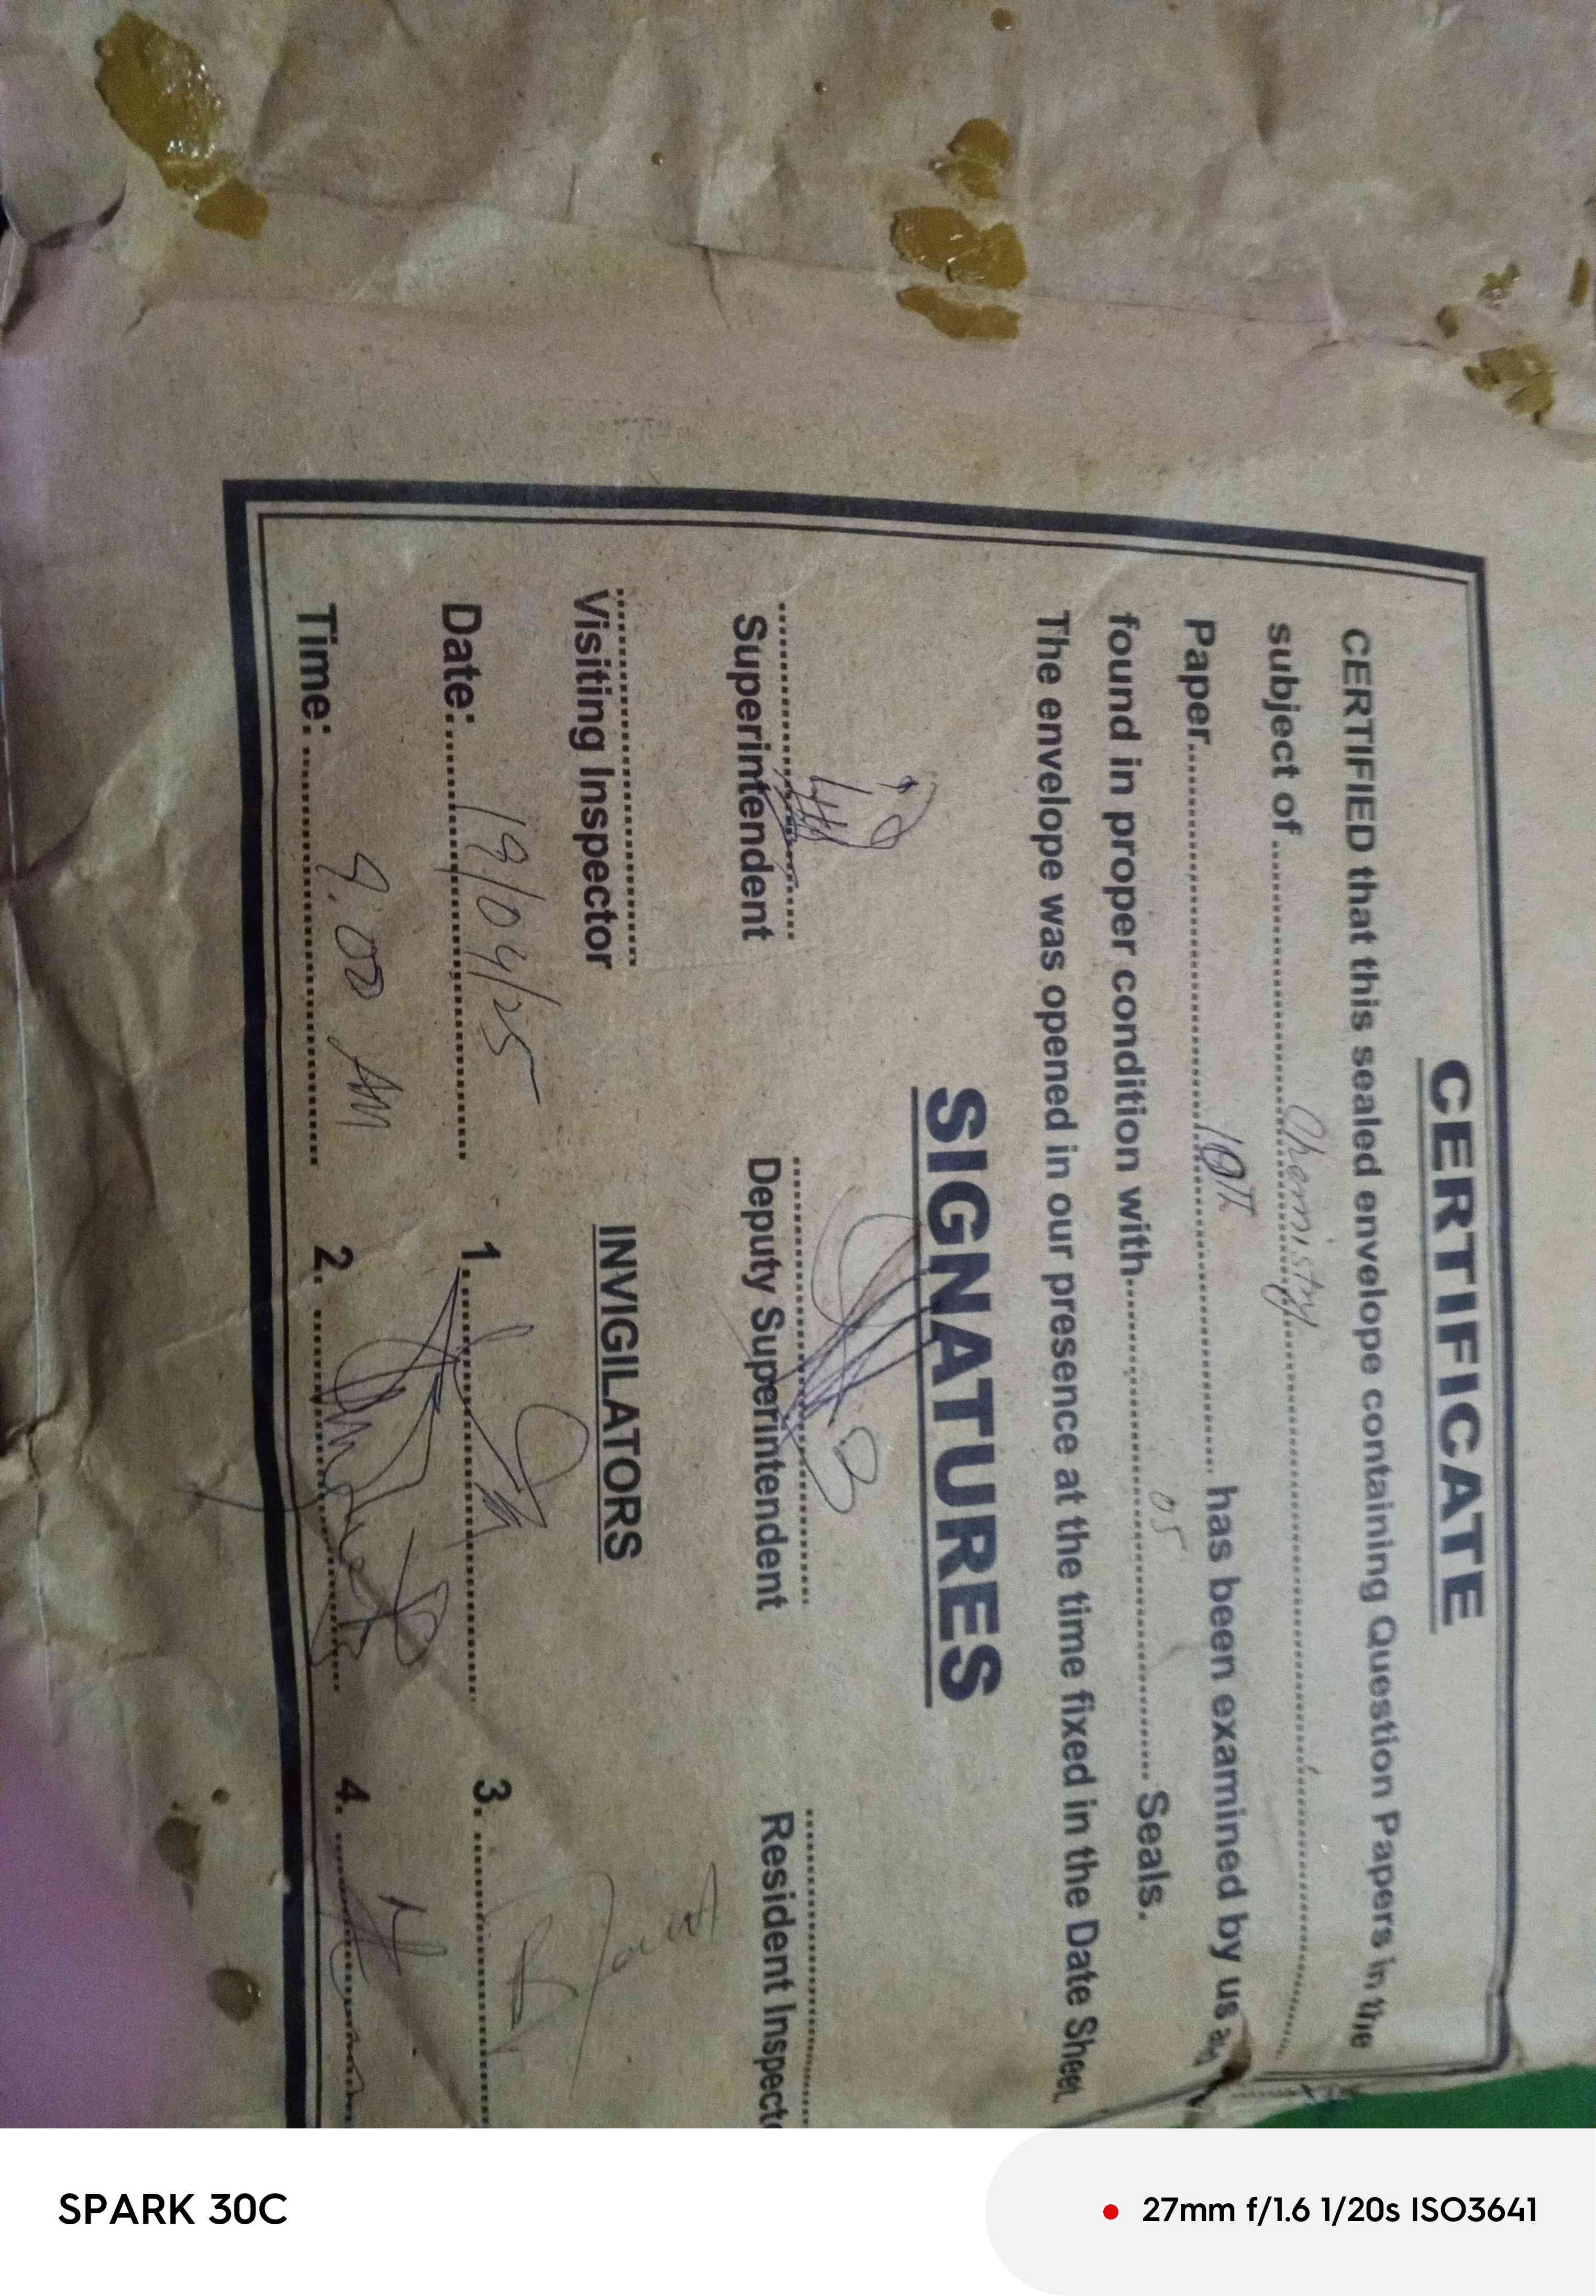 CERTIFICATE
CERTIFIED that this sealed envelope containing Question Papers in the
subject of Chemistry
Paper 10th has been examined by us
found in proper condition with 05 Seals.
The envelope was opened in our presence at the time fixed in the Date Sheet
SIGNATURES
Superintendent Deputy Superintendent Resident Inspecto
Visiting Inspector
INVIGILATORS
Date: 19/04/25 1. 3.
Time: 9:00 AM 2. 4.
SPARK 30C
27mm f/1.6 1/20s ISO3641